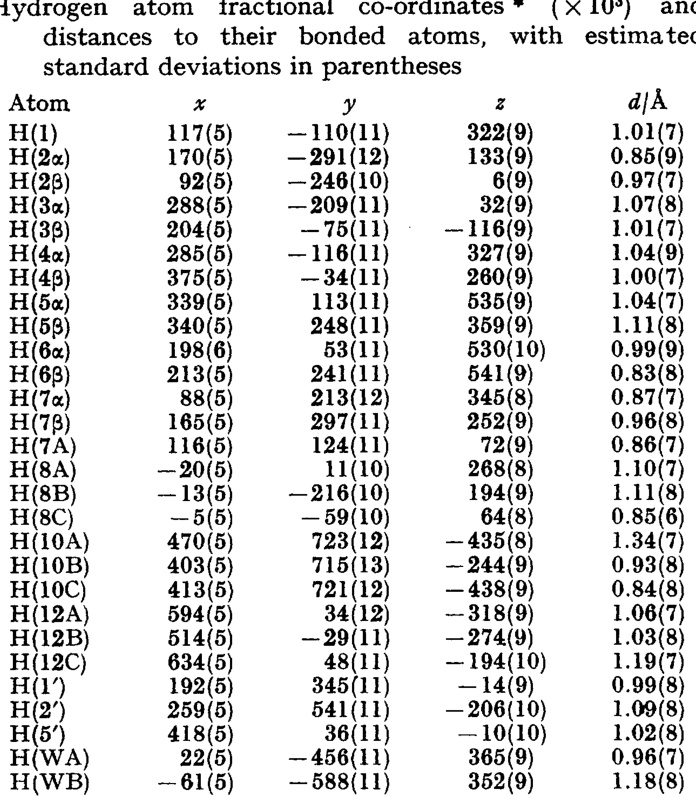 Hydrogen atom fractional co-ordinates * (× 10³) and
distances to their bonded atoms, with estimated
standard deviations in parentheses
Atom x y z d/Å
H(1) 117(5) −110(11) 322(9) 1.01(7)
H(2α) 170(5) −291(12) 133(9) 0.85(9)
H(2β) 92(5) −246(10) 6(9) 0.97(7)
H(3α) 288(5) −209(11) 32(9) 1.07(8)
H(3β) 204(5) −75(11) −116(9) 1.01(7)
H(4α) 285(5) −116(11) 327(9) 1.04(9)
H(4β) 375(5) −34(11) 260(9) 1.00(7)
H(5α) 339(5) 113(11) 535(9) 1.04(7)
H(5β) 340(5) 248(11) 359(9) 1.11(8)
H(6α) 198(6) 53(11) 530(10) 0.99(9)
H(6β) 213(5) 241(11) 541(9) 0.83(8)
H(7α) 88(5) 213(12) 345(8) 0.87(7)
H(7β) 165(5) 297(11) 252(9) 0.96(8)
H(7A) 116(5) 124(11) 72(9) 0.86(7)
H(8A) −20(5) 11(10) 268(8) 1.10(7)
H(8B) −13(5) −216(10) 194(9) 1.11(8)
H(8C) −5(5) −59(10) 64(8) 0.85(6)
H(10A) 470(5) 723(12) −435(8) 1.34(7)
H(10B) 403(5) 715(13) −244(9) 0.93(8)
H(10C) 413(5) 721(12) −438(9) 0.84(8)
H(12A) 594(5) 34(12) −318(9) 1.06(7)
H(12B) 514(5) −29(11) −274(9) 1.03(8)
H(12C) 634(5) 48(11) −194(10) 1.19(7)
H(1′) 192(5) 345(11) −14(9) 0.99(8)
H(2′) 259(5) 541(11) −206(10) 1.09(8)
H(5′) 418(5) 36(11) −10(10) 1.02(8)
H(WA) 22(5) −456(11) 365(9) 0.96(7)
H(WB) −61(5) −588(11) 352(9) 1.18(8)